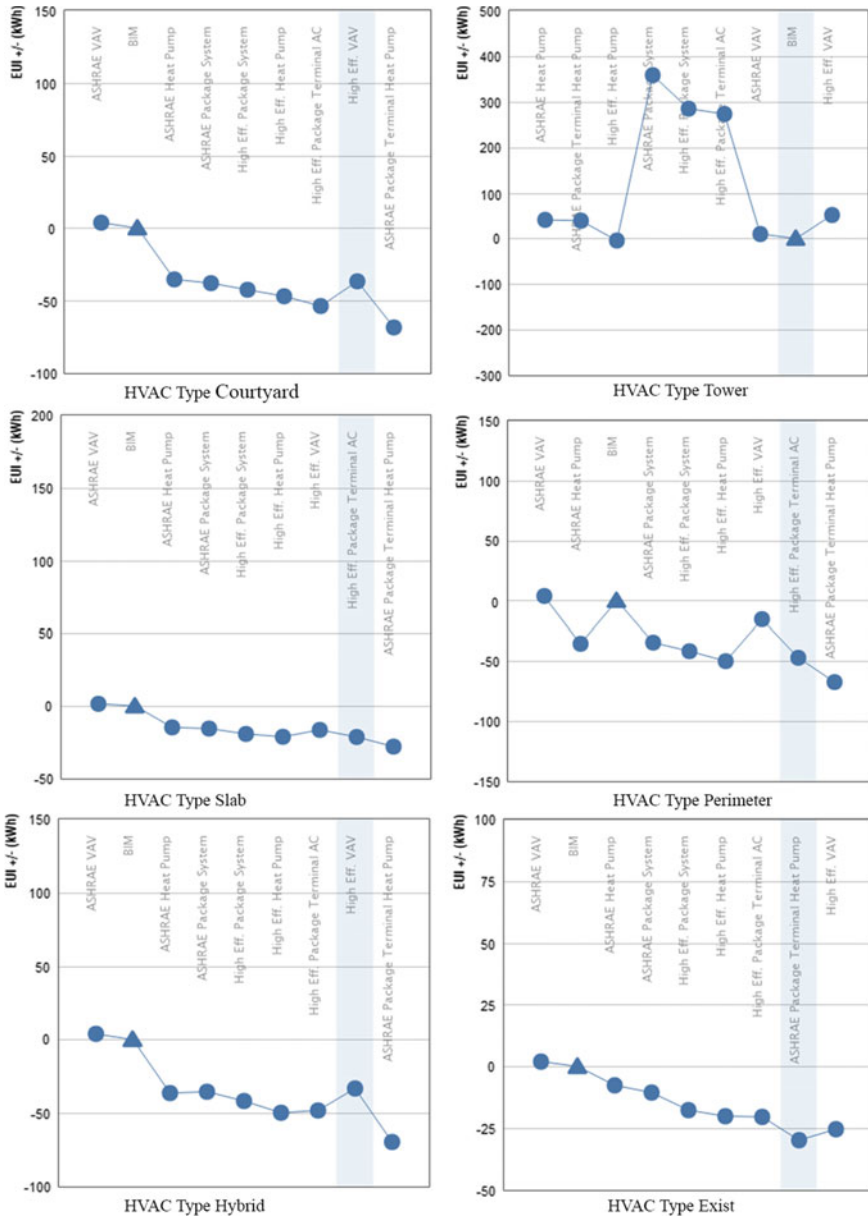 EUI +/- (kWh)
150
100
50
0
-50
-100
ASHRAE VAV
BIM
ASHRAE Heat Pump
ASHRAE Package System
High Eff. Package System
High Eff. Heat Pump
High Eff. Package Terminal AC
High Eff. VAV
ASHRAE Package Terminal Heat Pump
HVAC Type Courtyard
EUI +/- (kWh)
500
400
300
200
100
0
-100
-200
-300
ASHRAE Heat Pump
ASHRAE Package Terminal Heat Pump
High Eff. Heat Pump
ASHRAE Package System
High Eff. Package System
High Eff. Package Terminal AC
ASHRAE VAV
BIM
High Eff. VAV
HVAC Type Tower
EUI +/- (kWh)
200
150
100
50
0
-50
ASHRAE VAV
BIM
ASHRAE Heat Pump
ASHRAE Package System
High Eff. Package System
High Eff. Heat Pump
High Eff. VAV
High Eff. Package Terminal AC
ASHRAE Package Terminal Heat Pump
HVAC Type Slab
EUI +/- (kWh)
150
100
50
0
-50
-100
-150
ASHRAE VAV
ASHRAE Heat Pump
BIM
ASHRAE Package System
High Eff. Package System
High Eff. Heat Pump
High Eff. VAV
High Eff. Package Terminal AC
ASHRAE Package Terminal Heat Pump
HVAC Type Perimeter
EUI +/- (kWh)
150
100
50
0
-50
-100
ASHRAE VAV
BIM
ASHRAE Heat Pump
ASHRAE Package System
High Eff. Package System
High Eff. Heat Pump
High Eff. Package Terminal AC
High Eff. VAV
ASHRAE Package Terminal Heat Pump
HVAC Type Hybrid
EUI +/- (kWh)
100
75
50
25
0
-25
-50
ASHRAE VAV
BIM
ASHRAE Heat Pump
ASHRAE Package System
High Eff. Package System
High Eff. Heat Pump
High Eff. Package Terminal AC
ASHRAE Package Terminal Heat Pump
High Eff. VAV
HVAC Type Exist